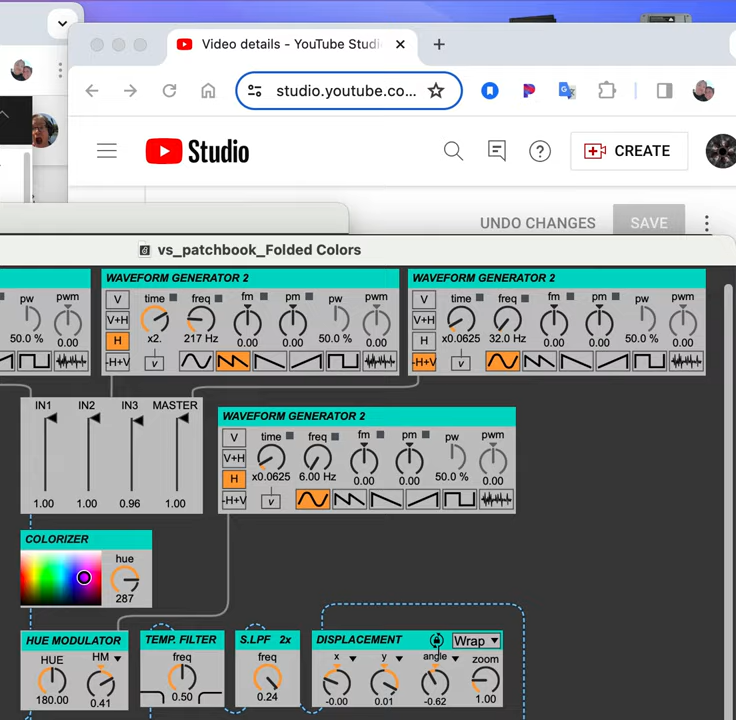 Video details - YouTube Studi
studio.youtube.co...
Studio
CREATE
UNDO CHANGES
SAVE
vs_patchbook_Folded Colors
pw
pwm
50.0 %
0.00
WAVEFORM GENERATOR 2
V
V+H
H
-H+V
time
freq
fm
pm
pw
pwm
x2.
217 Hz
0.00
0.00
50.0 %
0.00
v
WAVEFORM GENERATOR 2
V
V+H
H
-H+V
time
freq
fm
pm
pw
pwm
x0.0625
32.0 Hz
0.00
0.00
50.0 %
0.00
v
IN1
IN2
IN3
MASTER
1.00
1.00
0.96
1.00
WAVEFORM GENERATOR 2
V
V+H
H
-H+V
time
freq
fm
pm
pw
pwm
x0.0625
6.00 Hz
0.00
0.00
50.0 %
0.00
v
COLORIZER
hue
287
HUE MODULATOR
HUE
HM
180.00
0.41
TEMP. FILTER
freq
0.50
S.LPF 2x
freq
0.24
DISPLACEMENT
Wrap
x
y
angle
zoom
-0.00
0.01
-0.62
1.00